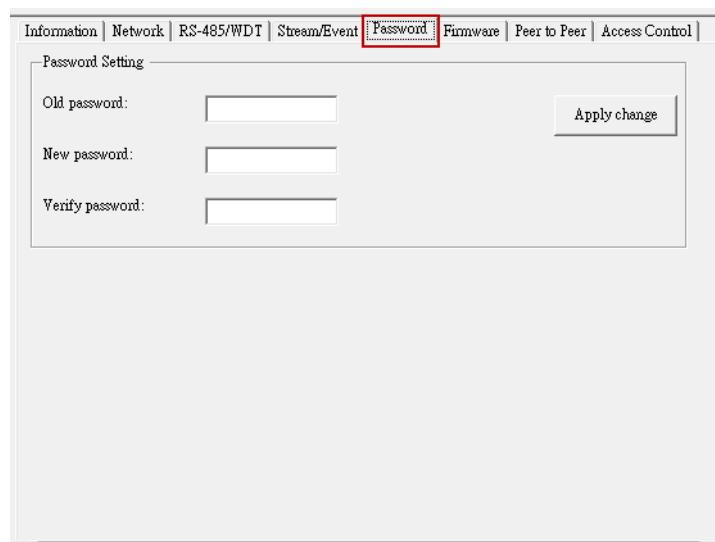 Information | Network | RS-485/WDT | Stream/Event | Password | Firmware | Peer to Peer | Access Control |
Password Setting
Old password:
Apply change
New password:
Verify password: